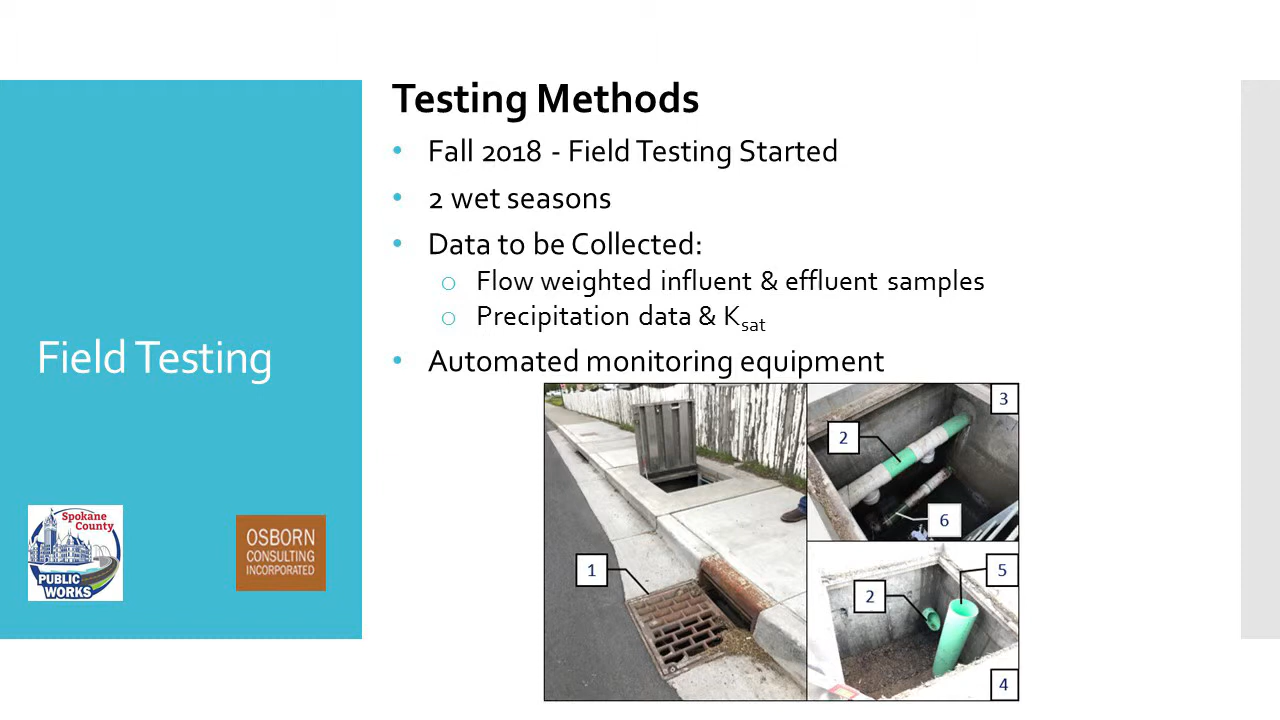 Testing Methods
• Fall 2018 - Field Testing Started
• 2 wet seasons
• Data to be Collected:
o Flow weighted influent & effluent samples
o Precipitation data & Ksat
• Automated monitoring equipment
Field Testing
Spokane
County
PUBLIC
WORKS
OSBORN
CONSULTING
INCORPORATED
1
2
3
6
2
5
4